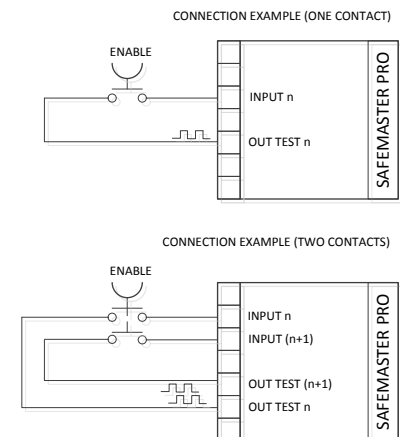 CONNECTION EXAMPLE (ONE CONTACT)
ENABLE
INPUT n
OUT TEST n
SAFEMASTER PRO
CONNECTION EXAMPLE (TWO CONTACTS)
ENABLE
INPUT n
INPUT (n+1)
OUT TEST (n+1)
OUT TEST n
SAFEMASTER PRO